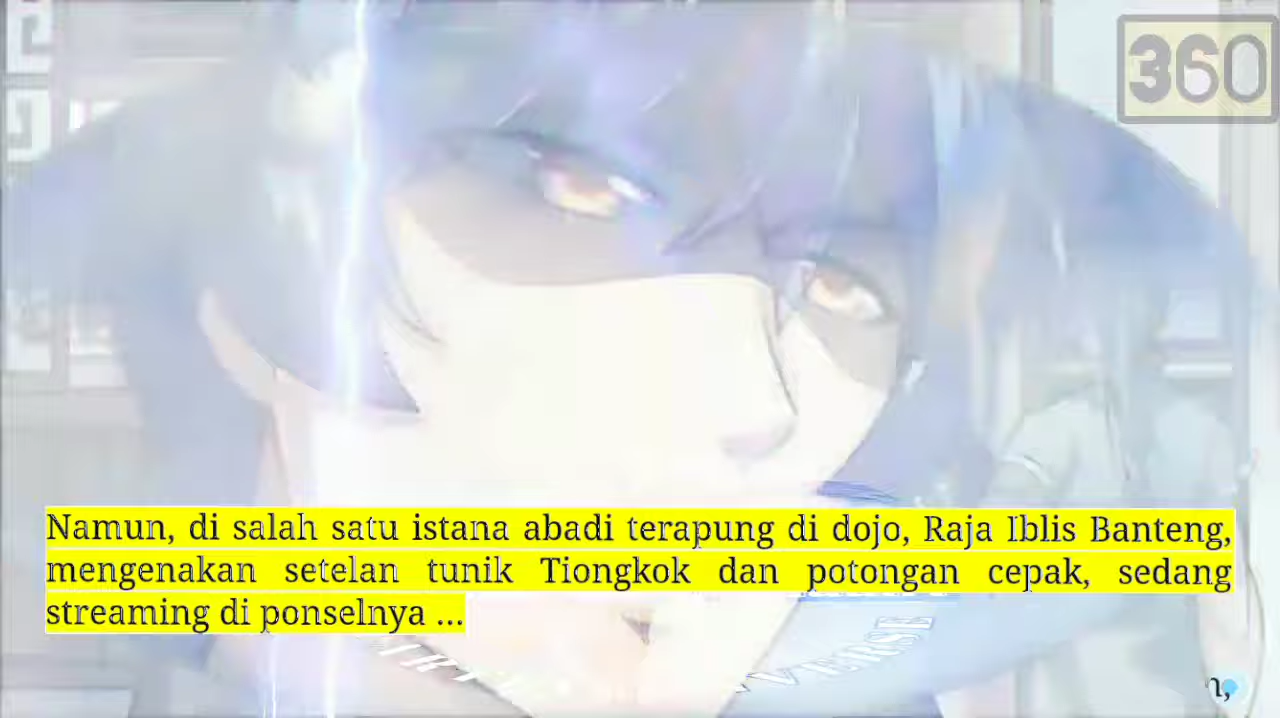 360
Namun, di salah satu istana abadi terapung di dojo, Raja Iblis Banteng,
mengenakan setelan tunik Tiongkok dan potongan cepak, sedang
streaming di ponselnya ...